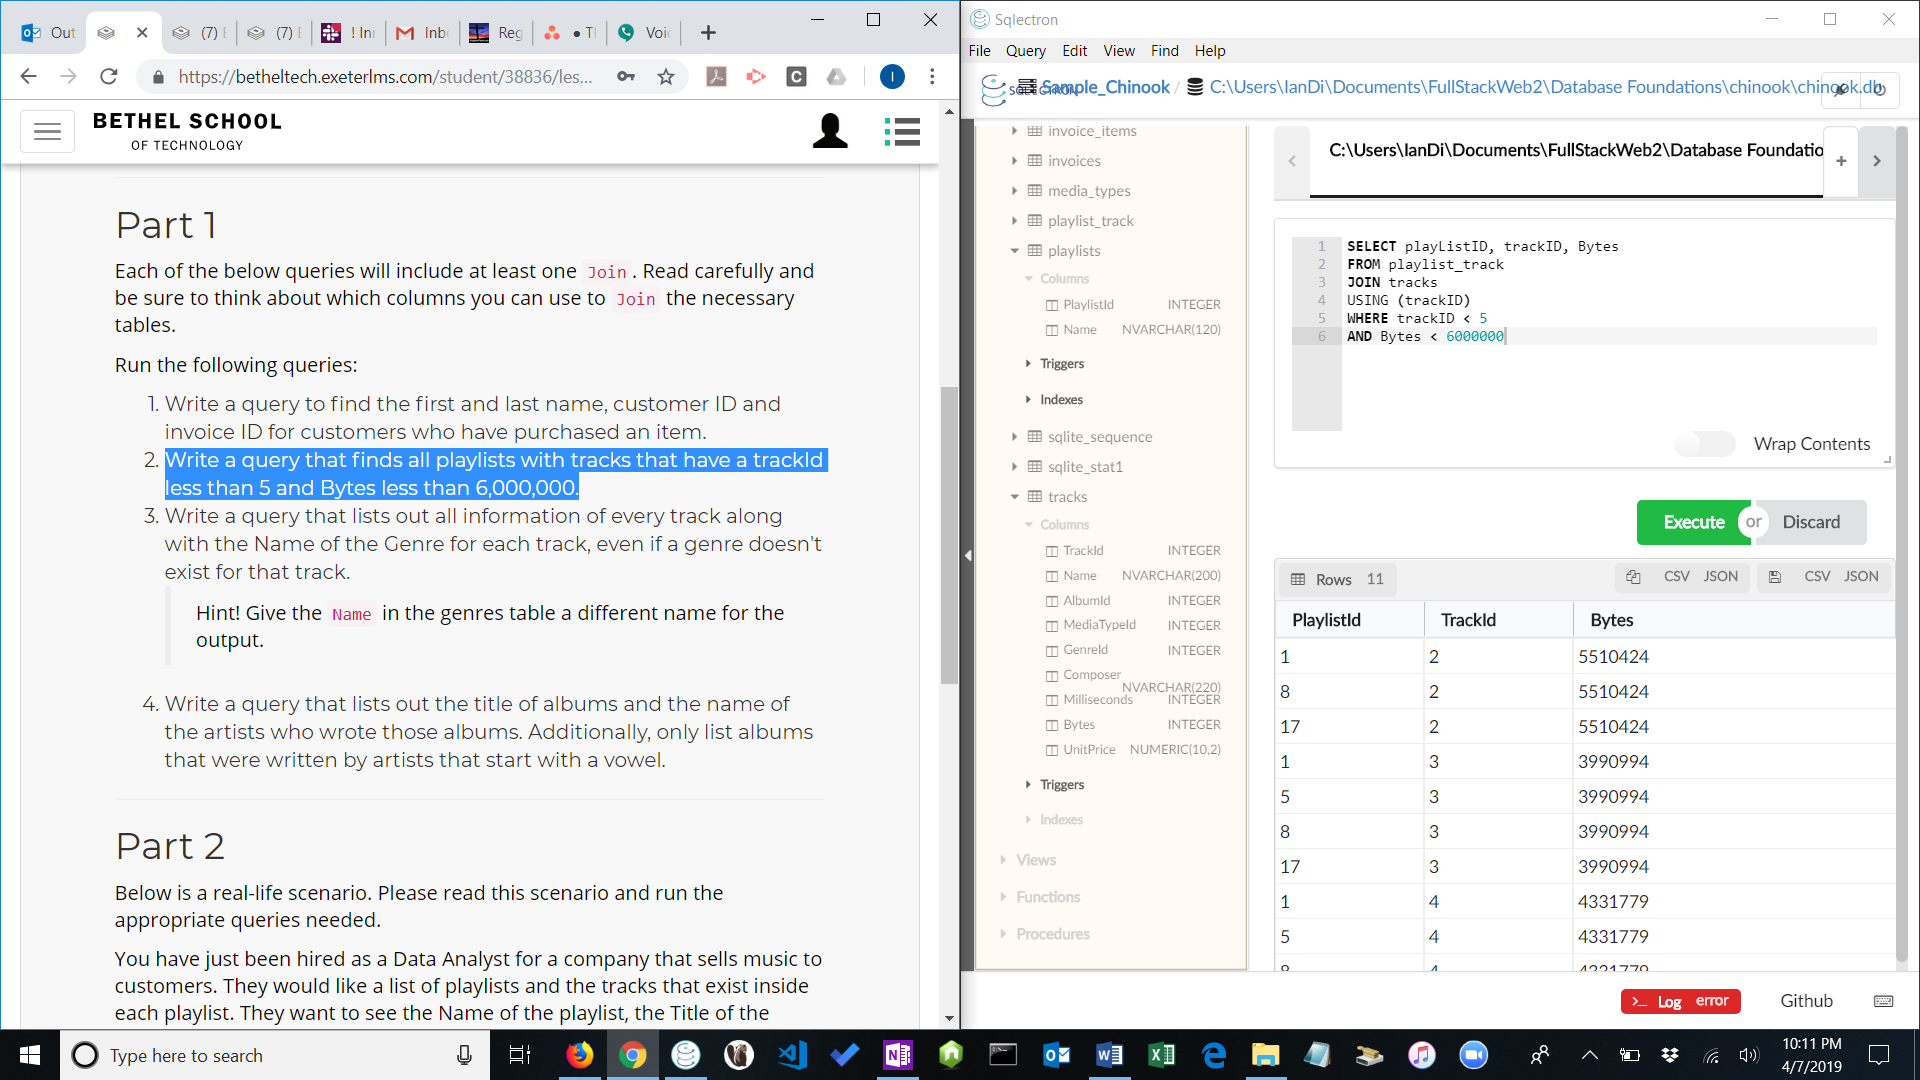 Out
(7)
(7)
! Inl
Reg
Voi
https://betheltech.exeterlms.com/student/38836/les...
I
BETHEL SCHOOL
OF TECHNOLOGY
Part 1
Each of the below queries will include at least one Join . Read carefully and
be sure to think about which columns you can use to Join the necessary
tables.
Run the following queries:
1. Write a query to find the first and last name, customer ID and
invoice ID for customers who have purchased an item.
2. Write a query that finds all playlists with tracks that have a trackId
less than 5 and Bytes less than 6,000,000.
3. Write a query that lists out all information of every track along
with the Name of the Genre for each track, even if a genre doesn't
exist for that track.
Hint! Give the Name in the genres table a different name for the
output.
4. Write a query that lists out the title of albums and the name of
the artists who wrote those albums. Additionally, only list albums
that were written by artists that start with a vowel.
Part 2
Below is a real-life scenario. Please read this scenario and run the
appropriate queries needed.
You have just been hired as a Data Analyst for a company that sells music to
customers. They would like a list of playlists and the tracks that exist inside
each playlist. They want to see the Name of the playlist, the Title of the
Sqlectron
File Query Edit View Find Help
Sample_Chinook / C:\Users\IanDi\Documents\FullStackWeb2\Database Foundations\chinook\chinook.db
invoice_items
invoices
media_types
playlist_track
playlists
Columns
PlaylistId INTEGER
Name NVARCHAR(120)
Triggers
Indexes
sqlite_sequence
sqlite_stat1
tracks
Columns
TrackId INTEGER
Name NVARCHAR(200)
AlbumId INTEGER
MediaTypeId INTEGER
GenreId INTEGER
Composer NVARCHAR(220)
Milliseconds INTEGER
Bytes INTEGER
UnitPrice NUMERIC(10,2)
Triggers
Indexes
Views
Functions
Procedures
C:\Users\IanDi\Documents\FullStackWeb2\Database Foundatio
+
1 SELECT playListID, trackID, Bytes
2 FROM playlist_track
3 JOIN tracks
4 USING (trackID)
5 WHERE trackID < 5
6 AND Bytes < 6000000
Wrap Contents
Execute or Discard
Rows 11 CSV JSON CSV JSON
PlaylistId TrackId Bytes
1 2 5510424
8 2 5510424
17 2 5510424
1 3 3990994
5 3 3990994
8 3 3990994
17 3 3990994
1 4 4331779
5 4 4331779
8 4 4331779
>_ Log error Github
Type here to search
10:11 PM
4/7/2019